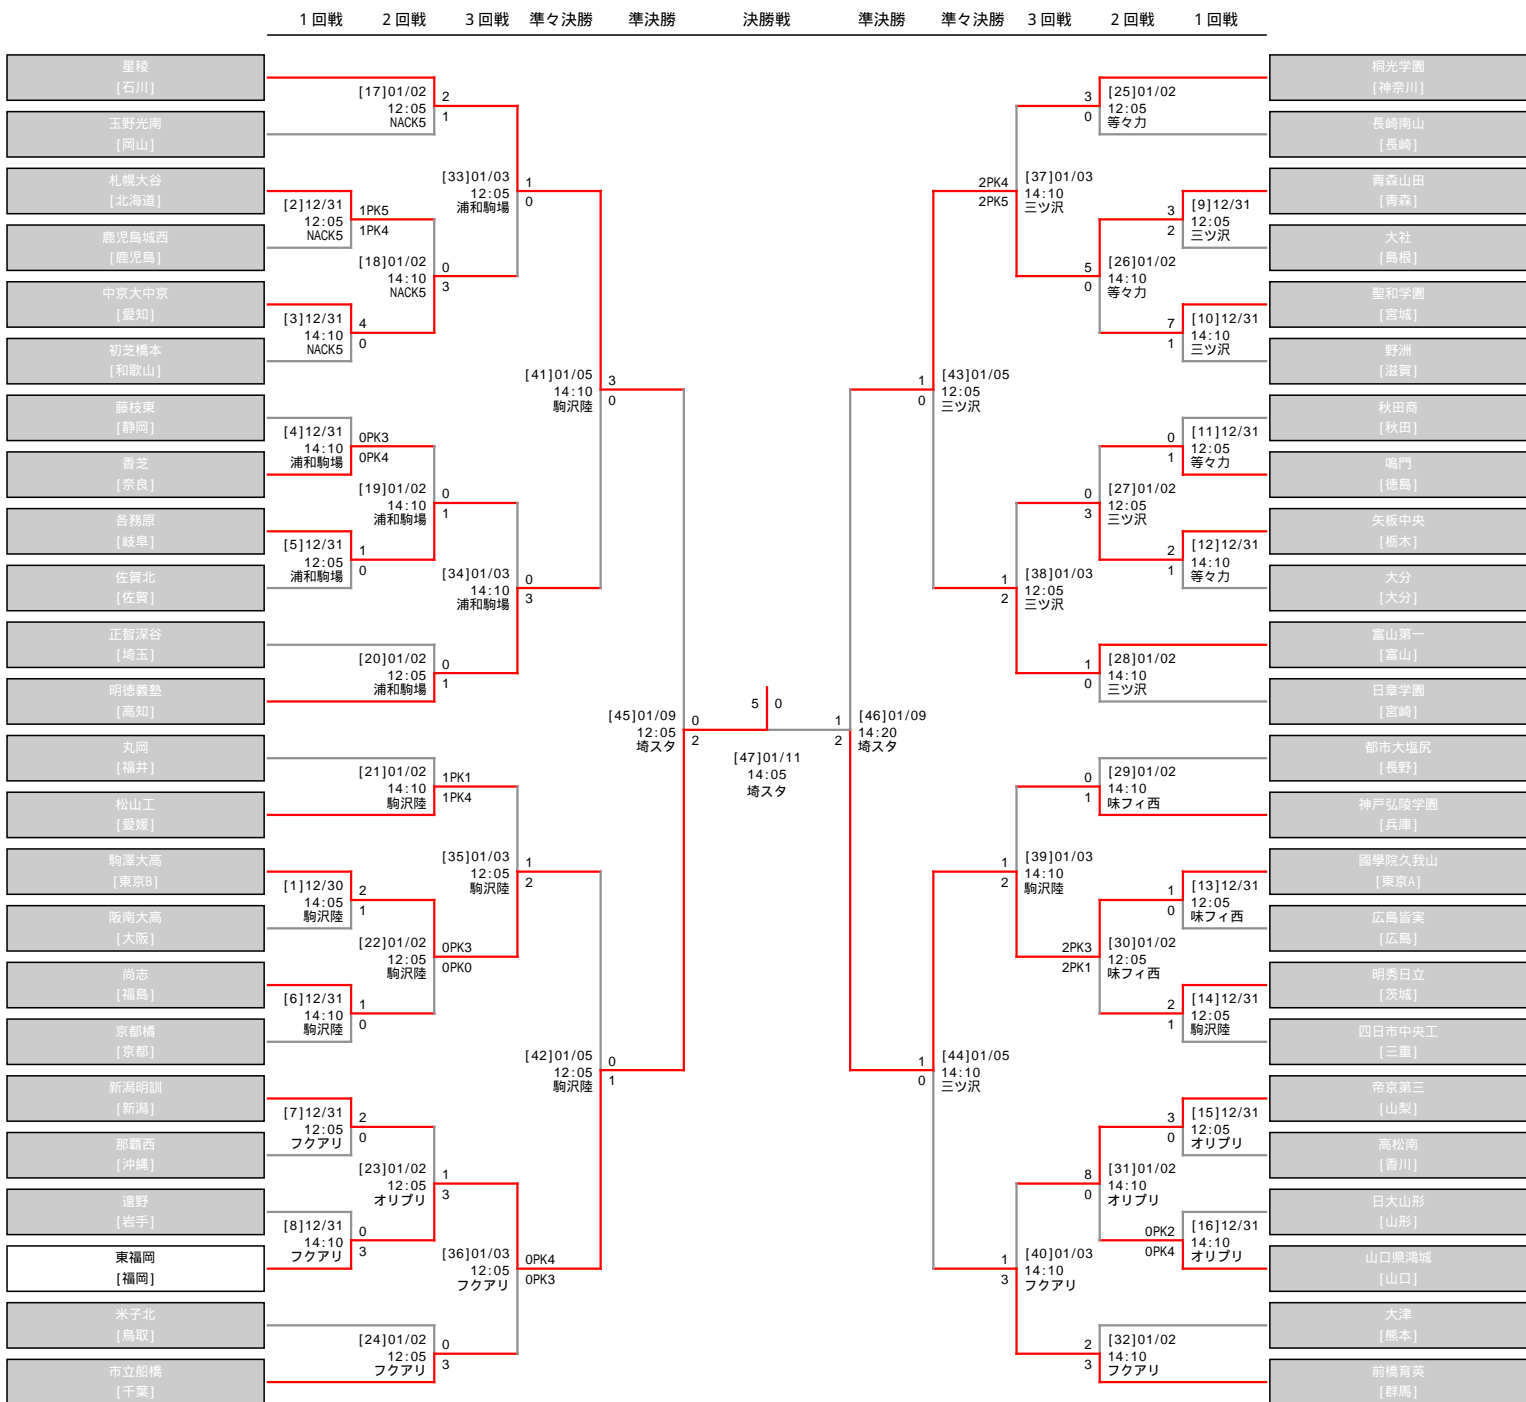 1回戦 2回戦 3回戦 準々決勝 準決勝 決勝戦 準決勝 準々決勝 3回戦 2回戦 1回戦
星稜
[石川]
玉野光南
[岡山]
札幌大谷
[北海道]
鹿児島城西
[鹿児島]
中京大中京
[愛知]
初芝橋本
[和歌山]
藤枝東
[静岡]
香芝
[奈良]
各務原
[岐阜]
佐賀北
[佐賀]
正智深谷
[埼玉]
明徳義塾
[高知]
丸岡
[福井]
松山工
[愛媛]
駒澤大高
[東京B]
阪南大高
[大阪]
尚志
[福島]
京都橘
[京都]
新潟明訓
[新潟]
那覇西
[沖縄]
遠野
[岩手]
東福岡
[福岡]
米子北
[鳥取]
市立船橋
[千葉]
[2]12/31
12:05
NACK5
[3]12/31
14:10
NACK5
[4]12/31
14:10
浦和駒場
[5]12/31
12:05
浦和駒場
[1]12/30
14:05
駒沢陸
[6]12/31
14:10
駒沢陸
[7]12/31
12:05
フクアリ
[8]12/31
14:10
フクアリ
1PK5
1PK4
4
0
0PK3
0PK4
1
0
2
1
1
0
2
0
0
3
[17]01/02
12:05
NACK5
[18]01/02
14:10
NACK5
[19]01/02
14:10
浦和駒場
[20]01/02
12:05
浦和駒場
[21]01/02
14:10
駒沢陸
[22]01/02
12:05
駒沢陸
[23]01/02
12:05
オリプリ
[24]01/02
12:05
フクアリ
2
1
0
3
0
1
0
1
1PK1
1PK4
0PK3
0PK0
1
3
0
3
[33]01/03
12:05
浦和駒場
[34]01/03
14:10
浦和駒場
[35]01/03
12:05
駒沢陸
[36]01/03
12:05
フクアリ
1
0
0
3
1
2
0PK4
0PK3
[41]01/05
14:10
駒沢陸
[42]01/05
12:05
駒沢陸
3
0
0
1
[45]01/09
12:05
埼スタ
0
2
5 0
[47]01/11
14:05
埼スタ
1
2
[46]01/09
14:20
埼スタ
1
0
1
0
[43]01/05
12:05
三ツ沢
[44]01/05
14:10
三ツ沢
2PK4
2PK5
1
2
1
2
1
3
[37]01/03
14:10
三ツ沢
[38]01/03
12:05
三ツ沢
[39]01/03
14:10
駒沢陸
[40]01/03
14:10
フクアリ
3
0
5
0
0
3
1
0
0
1
2PK3
2PK1
8
0
2
3
[25]01/02
12:05
等々力
[26]01/02
14:10
等々力
[27]01/02
12:05
三ツ沢
[28]01/02
14:10
三ツ沢
[29]01/02
14:10
味フィ西
[30]01/02
12:05
味フィ西
[31]01/02
14:10
オリプリ
[32]01/02
14:10
フクアリ
3
2
7
1
0
1
2
1
1
0
2
1
3
0
0PK2
0PK4
[9]12/31
12:05
三ツ沢
[10]12/31
14:10
三ツ沢
[11]12/31
12:05
等々力
[12]12/31
14:10
等々力
[13]12/31
12:05
味フィ西
[14]12/31
12:05
駒沢陸
[15]12/31
12:05
オリプリ
[16]12/31
14:10
オリプリ
桐光学園
[神奈川]
長崎南山
[長崎]
青森山田
[青森]
大社
[島根]
聖和学園
[宮城]
野洲
[滋賀]
秋田商
[秋田]
鳴門
[徳島]
矢板中央
[栃木]
大分
[大分]
富山第一
[富山]
日章学園
[宮崎]
都市大塩尻
[長野]
神戸弘陵学園
[兵庫]
國學院久我山
[東京A]
広島皆実
[広島]
明秀日立
[茨城]
四日市中央工
[三重]
帝京第三
[山梨]
高松南
[香川]
日大山形
[山形]
山口県鴻城
[山口]
大津
[熊本]
前橋育英
[群馬]